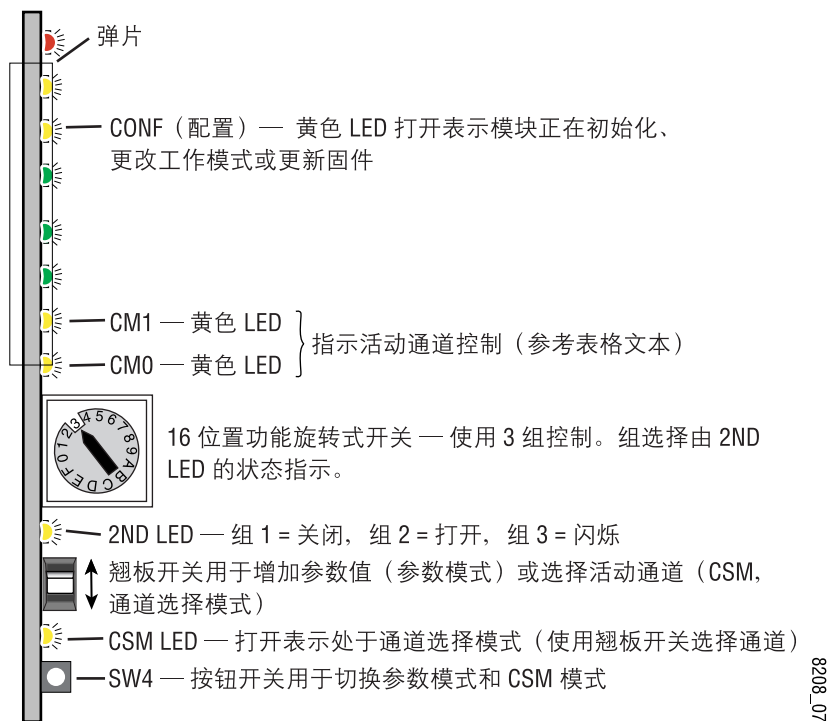 弹片
CONF（配置）— 黄色 LED 打开表示模块正在初始化、
更改工作模式或更新固件
CM1 — 黄色 LED
CM0 — 黄色 LED
指示活动通道控制（参考表格文本）
0123456789ABCDEF
16 位置功能旋转式开关 — 使用 3 组控制。组选择由 2ND
LED 的状态指示。
2ND LED — 组 1 = 关闭，组 2 = 打开，组 3 = 闪烁
翘板开关用于增加参数值（参数模式）或选择活动通道（CSM，
通道选择模式）
CSM LED — 打开表示处于通道选择模式（使用翘板开关选择通道）
SW4 — 按钮开关用于切换参数模式和 CSM 模式
8208_07